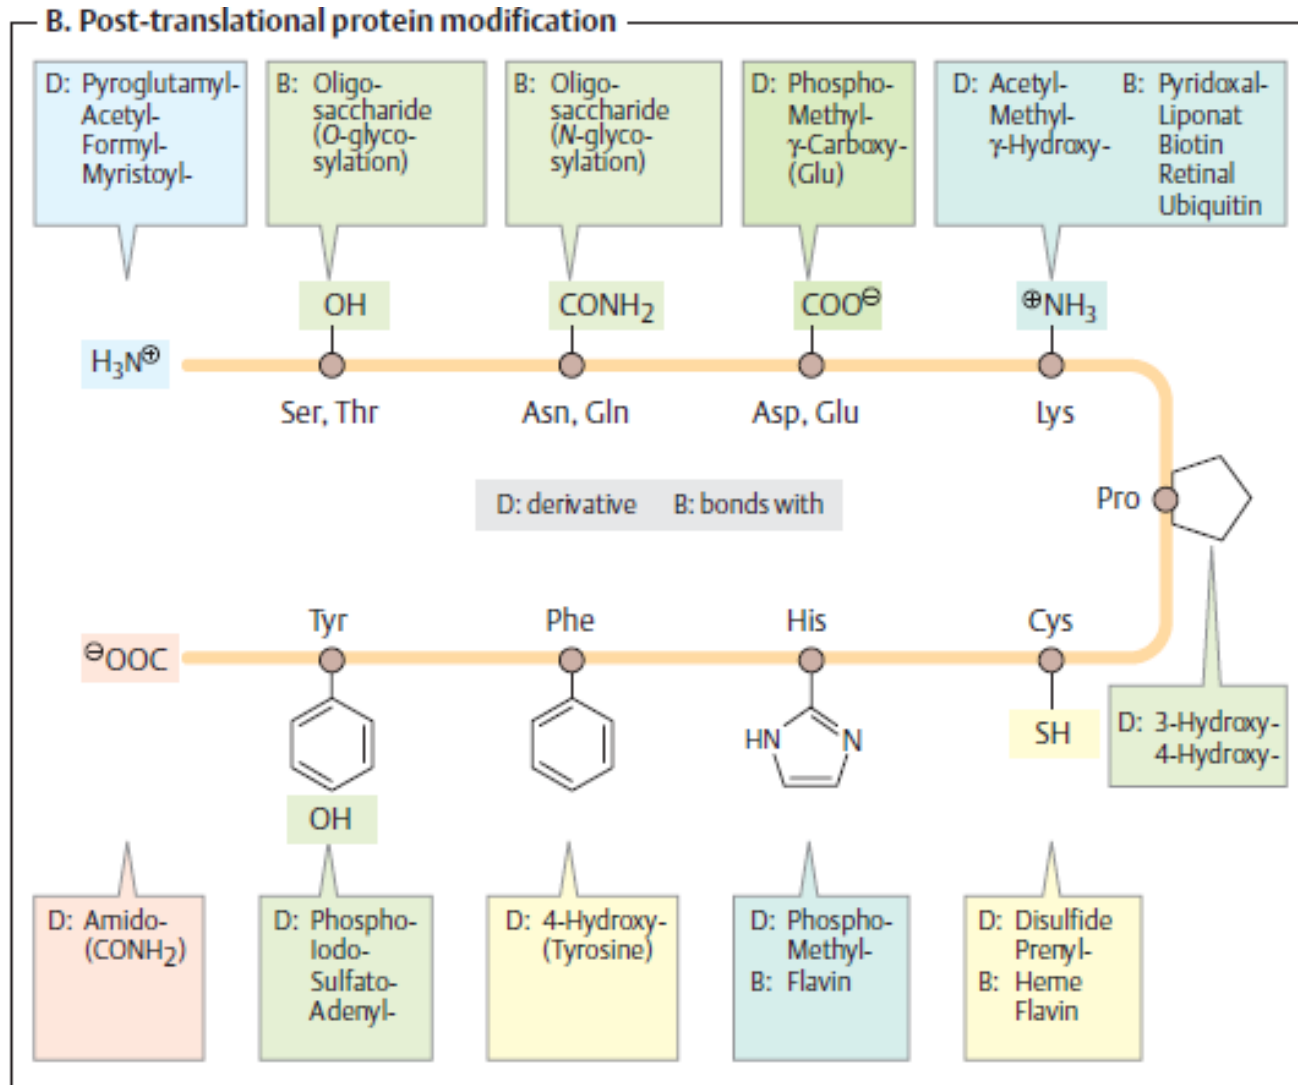 B. Post-translational protein modification
D: Pyroglutamyl-
Acetyl-
Formyl-
Myristoyl-
B: Oligo-
saccharide
(O-glyco-
sylation)
B: Oligo-
saccharide
(N-glyco-
sylation)
D: Phospho-
Methyl-
γ-Carboxy-
(Glu)
D: Acetyl-
Methyl-
γ-Hydroxy-
B: Pyridoxal-
Liponat
Biotin
Retinal
Ubiquitin
OH
CONH₂
COO⊖
⊕NH₃
H₃N⊕
Ser, Thr
Asn, Gln
Asp, Glu
Lys
D: derivative B: bonds with
Pro
Tyr
Phe
His
Cys
⊖OOC
HN
N
SH
D: 3-Hydroxy-
4-Hydroxy-
OH
D: Amido-
(CONH₂)
D: Phospho-
Iodo-
Sulfato-
Adenyl-
D: 4-Hydroxy-
(Tyrosine)
D: Phospho-
Methyl-
B: Flavin
D: Disulfide
Prenyl-
B: Heme
Flavin